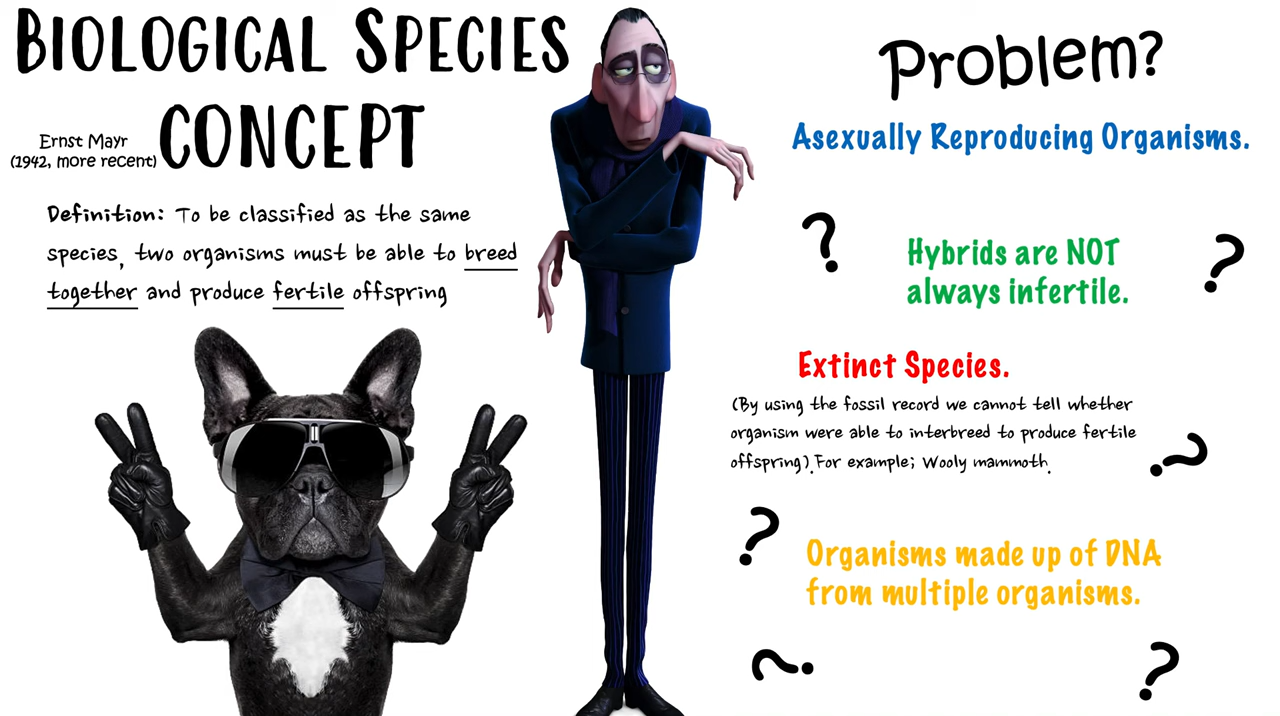 BIOLOGICAL SPECIES
CONCEPT
Ernst Mayr
(1942, more recent)
Definition: To be classified as the same
species, two organisms must be able to breed
together and produce fertile offspring
Problem?
Asexually Reproducing Organisms.
?
Hybrids are NOT
always infertile.
?
Extinct Species.
(By using the fossil record we cannot tell whether
organism were able to interbreed to produce fertile
offspring). For example; Wooly mammoth.
?
?
Organisms made up of DNA
from multiple organisms.
?
?